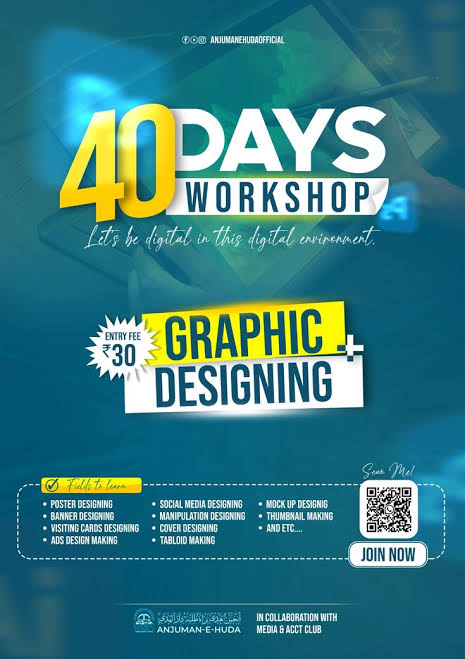 ANJUMANEHUDAOFFICIAL
40 DAYS
WORKSHOP
Let's be digital in this digital environment.
ENTRY FEE
₹30
GRAPHIC
DESIGNING
Fields to learn
POSTER DESIGNING
BANNER DESIGNING
VISITING CARDS DESIGNING
ADS DESIGN MAKING
SOCIAL MEDIA DESIGNING
MANIPULATION DESIGNING
COVER DESIGNING
TABLOID MAKING
MOCK UP DESIGNIG
THUMBNAIL MAKING
AND ETC....
Scan Me!
JOIN NOW
ANJUMAN-E-HUDA
IN COLLABORATION WITH
MEDIA & ACCT CLUB